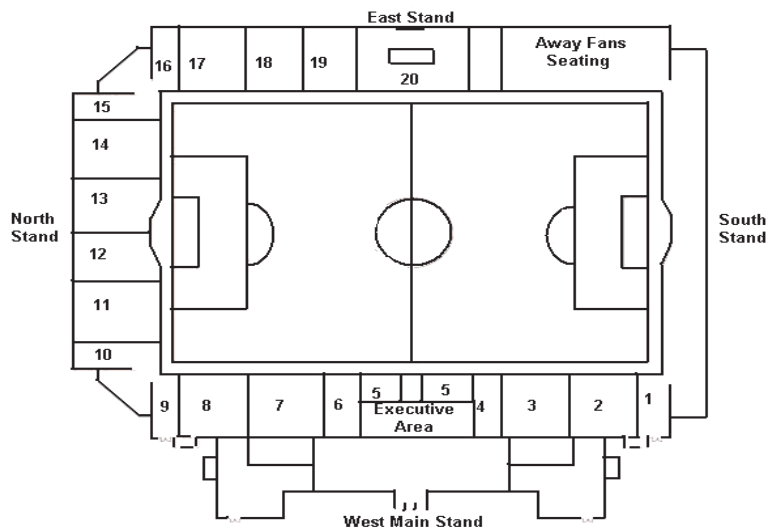 East Stand
Away Fans
Seating
16
17
18
19
20
15
14
13
North
Stand
12
11
10
South
Stand
9
8
7
6
5
5
4
3
2
1
Executive
Area
West Main Stand